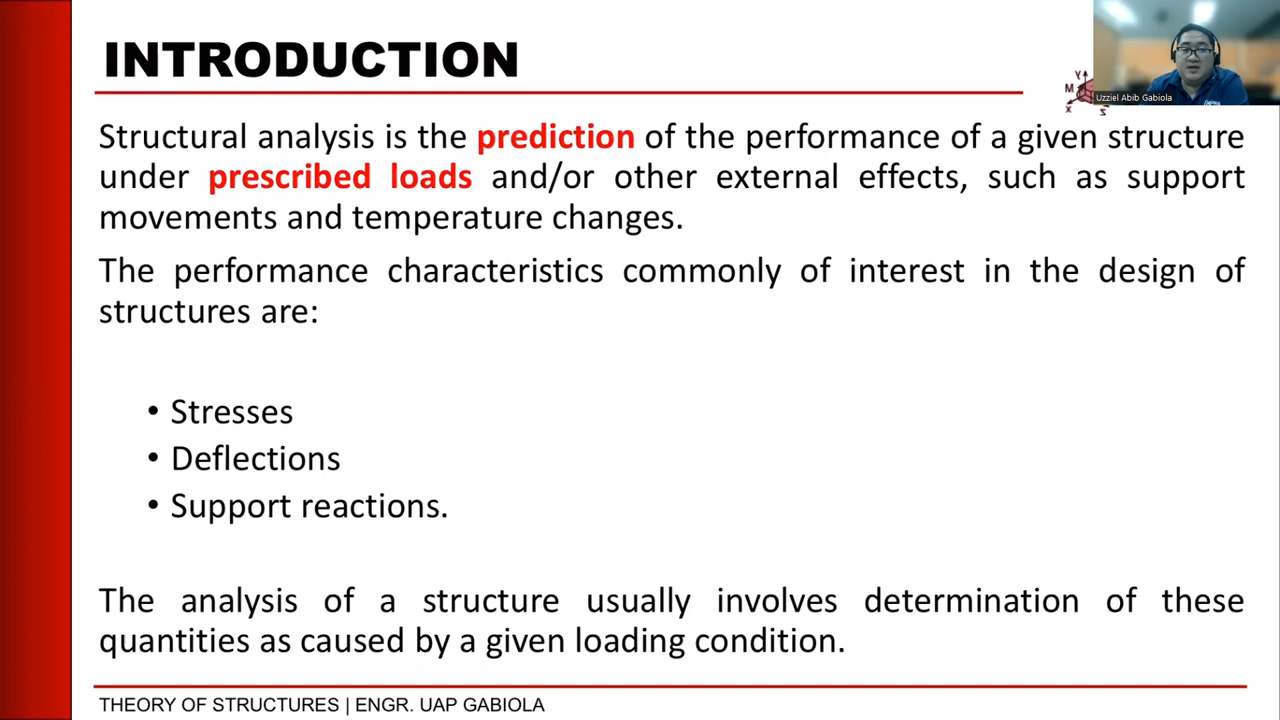 INTRODUCTION
Y
M
X
Z
Uzziel Abib Gabiola
Structural analysis is the prediction of the performance of a given structure
under prescribed loads and/or other external effects, such as support
movements and temperature changes.
The performance characteristics commonly of interest in the design of
structures are:
• Stresses
• Deflections
• Support reactions.
The analysis of a structure usually involves determination of these
quantities as caused by a given loading condition.
THEORY OF STRUCTURES | ENGR. UAP GABIOLA